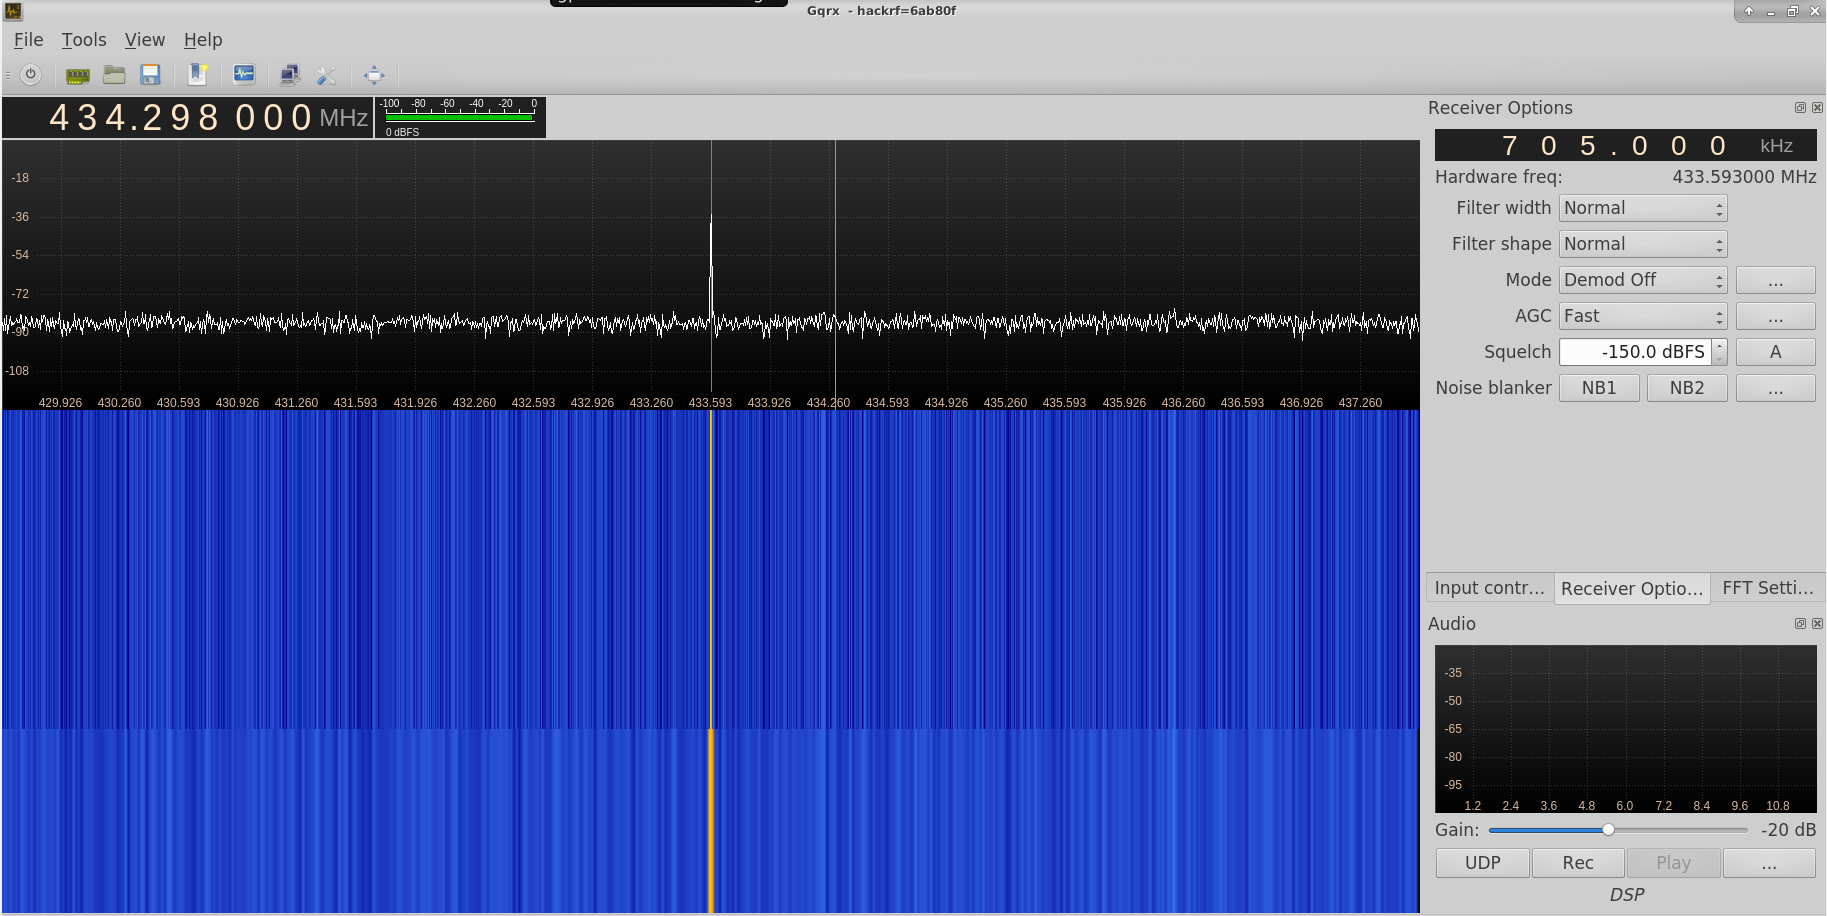 Gqrx - hackrf=6ab80f
File Tools View Help
434.298 000 MHz
-100 -80 -60 -40 -20 0
0 dBFS
-18
-36
-54
-72
-90
-108
429.926 430.260 430.593 430.926 431.260 431.593 431.926 432.260 432.593 432.926 433.260 433.593 433.926 434.260 434.593 434.926 435.260 435.593 435.926 436.260 436.593 436.926 437.260
Receiver Options
705.000 kHz
Hardware freq: 433.593000 MHz
Filter width Normal
Filter shape Normal
Mode Demod Off ...
AGC Fast ...
Squelch -150.0 dBFS A
Noise blanker NB1 NB2 ...
Input contr... Receiver Optio... FFT Setti...
Audio
-35
-50
-65
-80
-95
1.2 2.4 3.6 4.8 6.0 7.2 8.4 9.6 10.8
Gain: -20 dB
UDP Rec Play ...
DSP